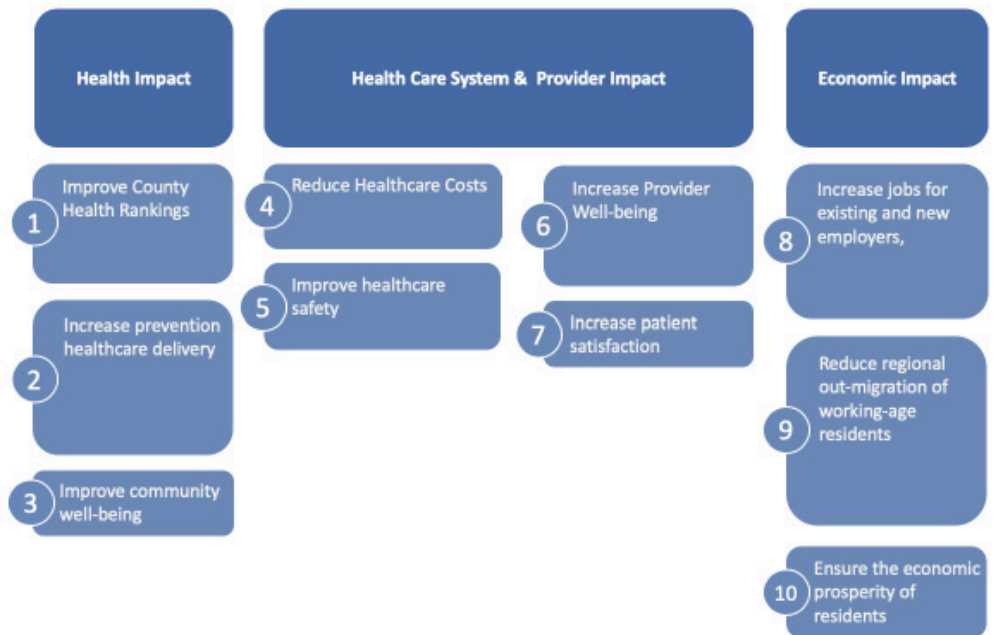 Health Impact
Health Care System & Provider Impact
Economic Impact
1
Improve County
Health Rankings
2
Increase prevention
healthcare delivery
3
Improve community
well-being
4
Reduce Healthcare Costs
5
Improve healthcare
safety
6
Increase Provider
Well-being
7
Increase patient
satisfaction
8
Increase jobs for
existing and new
employers,
9
Reduce regional
out-migration of
working-age
residents
10
Ensure the economic
prosperity of
residents